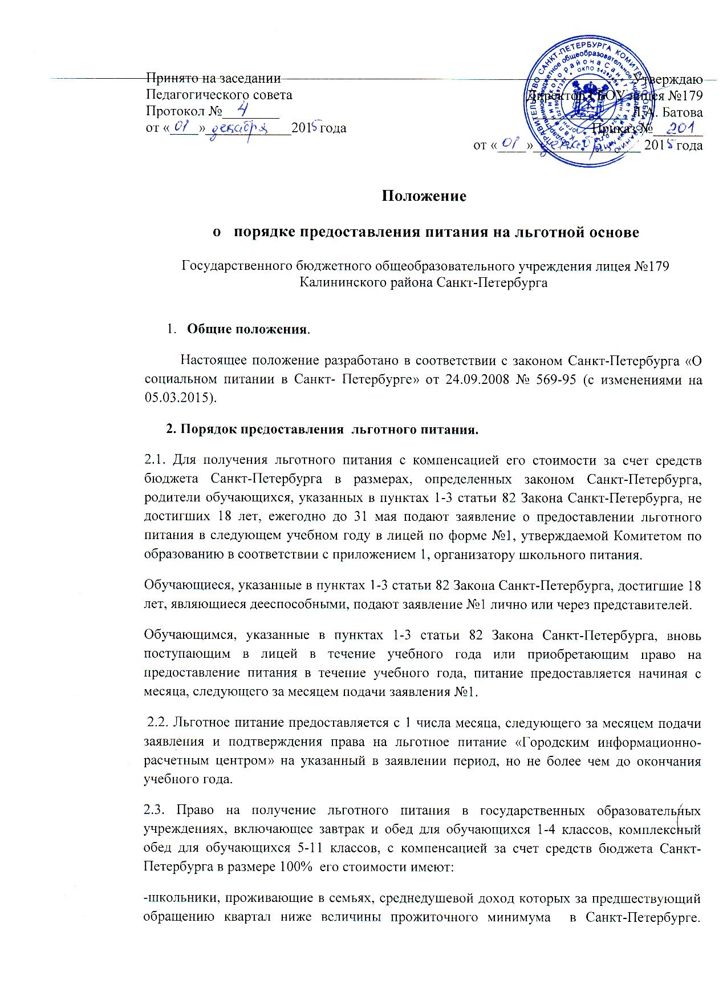 Принято на заседании
Педагогического совета
Протокол № 4
от « 01 » декабря 2015 года
Утверждаю
Директор ГБОУ лицея №179
Л.А. Батова
Приказ № 201
от « 01 » декабря 2015 года
Положение
о порядке предоставления питания на льготной основе
Государственного бюджетного общеобразовательного учреждения лицея №179
Калининского района Санкт-Петербурга
1. Общие положения.
Настоящее положение разработано в соответствии с законом Санкт-Петербурга «О
социальном питании в Санкт- Петербурге» от 24.09.2008 № 569-95 (с изменениями на
05.03.2015).
2. Порядок предоставления льготного питания.
2.1. Для получения льготного питания с компенсацией его стоимости за счет средств
бюджета Санкт-Петербурга в размерах, определенных законом Санкт-Петербурга,
родители обучающихся, указанных в пунктах 1-3 статьи 82 Закона Санкт-Петербурга, не
достигших 18 лет, ежегодно до 31 мая подают заявление о предоставлении льготного
питания в следующем учебном году в лицей по форме №1, утверждаемой Комитетом по
образованию в соответствии с приложением 1, организатору школьного питания.
Обучающиеся, указанные в пунктах 1-3 статьи 82 Закона Санкт-Петербурга, достигшие 18
лет, являющиеся дееспособными, подают заявление №1 лично или через представителей.
Обучающимся, указанные в пунктах 1-3 статьи 82 Закона Санкт-Петербурга, вновь
поступающим в лицей в течение учебного года или приобретающим право на
предоставление питания в течение учебного года, питание предоставляется начиная с
месяца, следующего за месяцем подачи заявления №1.
2.2. Льготное питание предоставляется с 1 числа месяца, следующего за месяцем подачи
заявления и подтверждения права на льготное питание «Городским информационно-
расчетным центром» на указанный в заявлении период, но не более чем до окончания
учебного года.
2.3. Право на получение льготного питания в государственных образовательных
учреждениях, включающее завтрак и обед для обучающихся 1-4 классов, комплексный
обед для обучающихся 5-11 классов, с компенсацией за счет средств бюджета Санкт-
Петербурга в размере 100% его стоимости имеют:
-школьники, проживающие в семьях, среднедушевой доход которых за предшествующий
обращению квартал ниже величины прожиточного минимума в Санкт-Петербурге.